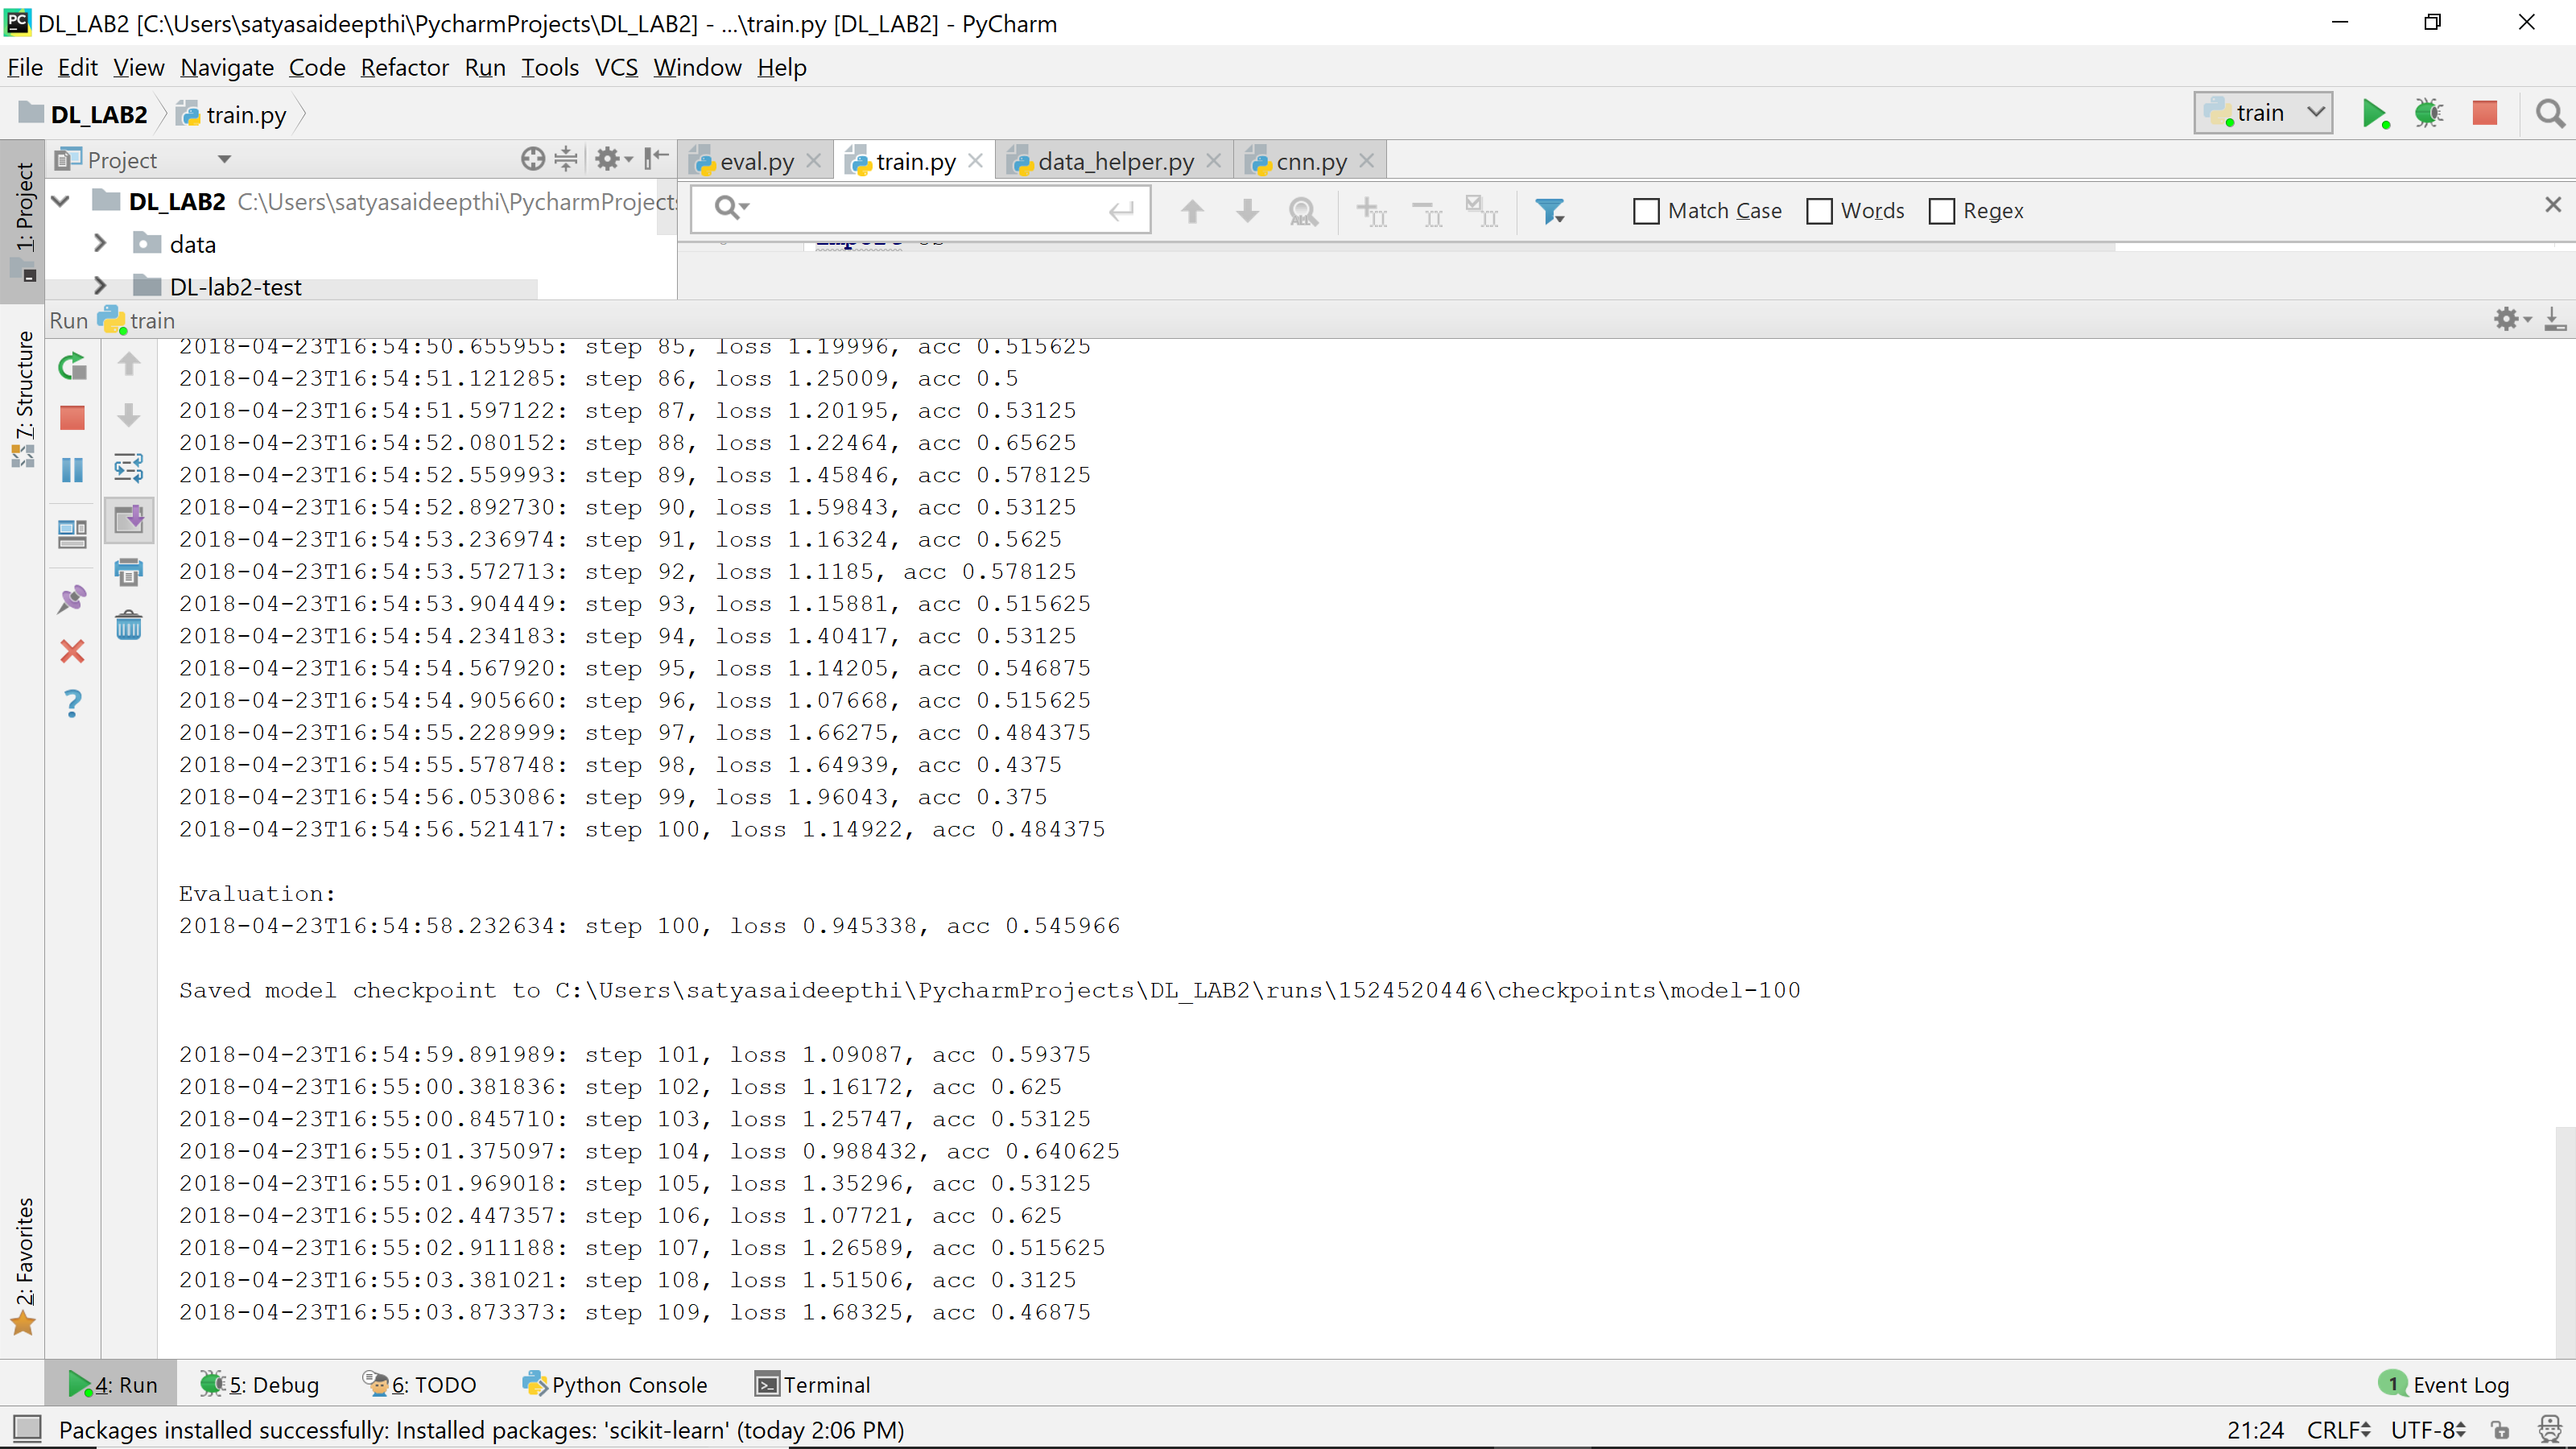 DL_LAB2 [C:\Users\satyasaideepthi\PycharmProjects\DL_LAB2] - ...\train.py [DL_LAB2] - PyCharm
File Edit View Navigate Code Refactor Run Tools VCS Window Help
DL_LAB2 train.py train
Project eval.py train.py data_helper.py cnn.py
DL_LAB2 C:\Users\satyasaideepthi\PycharmProjects
Match Case Words Regex
data
DL-lab2-test
Run train
1: Project
7: Structure
2: Favorites
2018-04-23T16:54:50.655955: step 85, loss 1.19996, acc 0.515625
2018-04-23T16:54:51.121285: step 86, loss 1.25009, acc 0.5
2018-04-23T16:54:51.597122: step 87, loss 1.20195, acc 0.53125
2018-04-23T16:54:52.080152: step 88, loss 1.22464, acc 0.65625
2018-04-23T16:54:52.559993: step 89, loss 1.45846, acc 0.578125
2018-04-23T16:54:52.892730: step 90, loss 1.59843, acc 0.53125
2018-04-23T16:54:53.236974: step 91, loss 1.16324, acc 0.5625
2018-04-23T16:54:53.572713: step 92, loss 1.1185, acc 0.578125
2018-04-23T16:54:53.904449: step 93, loss 1.15881, acc 0.515625
2018-04-23T16:54:54.234183: step 94, loss 1.40417, acc 0.53125
2018-04-23T16:54:54.567920: step 95, loss 1.14205, acc 0.546875
2018-04-23T16:54:54.905660: step 96, loss 1.07668, acc 0.515625
2018-04-23T16:54:55.228999: step 97, loss 1.66275, acc 0.484375
2018-04-23T16:54:55.578748: step 98, loss 1.64939, acc 0.4375
2018-04-23T16:54:56.053086: step 99, loss 1.96043, acc 0.375
2018-04-23T16:54:56.521417: step 100, loss 1.14922, acc 0.484375
Evaluation:
2018-04-23T16:54:58.232634: step 100, loss 0.945338, acc 0.545966
Saved model checkpoint to C:\Users\satyasaideepthi\PycharmProjects\DL_LAB2\runs\1524520446\checkpoints\model-100
2018-04-23T16:54:59.891989: step 101, loss 1.09087, acc 0.59375
2018-04-23T16:55:00.381836: step 102, loss 1.16172, acc 0.625
2018-04-23T16:55:00.845710: step 103, loss 1.25747, acc 0.53125
2018-04-23T16:55:01.375097: step 104, loss 0.988432, acc 0.640625
2018-04-23T16:55:01.969018: step 105, loss 1.35296, acc 0.53125
2018-04-23T16:55:02.447357: step 106, loss 1.07721, acc 0.625
2018-04-23T16:55:02.911188: step 107, loss 1.26589, acc 0.515625
2018-04-23T16:55:03.381021: step 108, loss 1.51506, acc 0.3125
2018-04-23T16:55:03.873373: step 109, loss 1.68325, acc 0.46875
4: Run 5: Debug 6: TODO Python Console Terminal 1 Event Log
Packages installed successfully: Installed packages: 'scikit-learn' (today 2:06 PM) 21:24 CRLF UTF-8